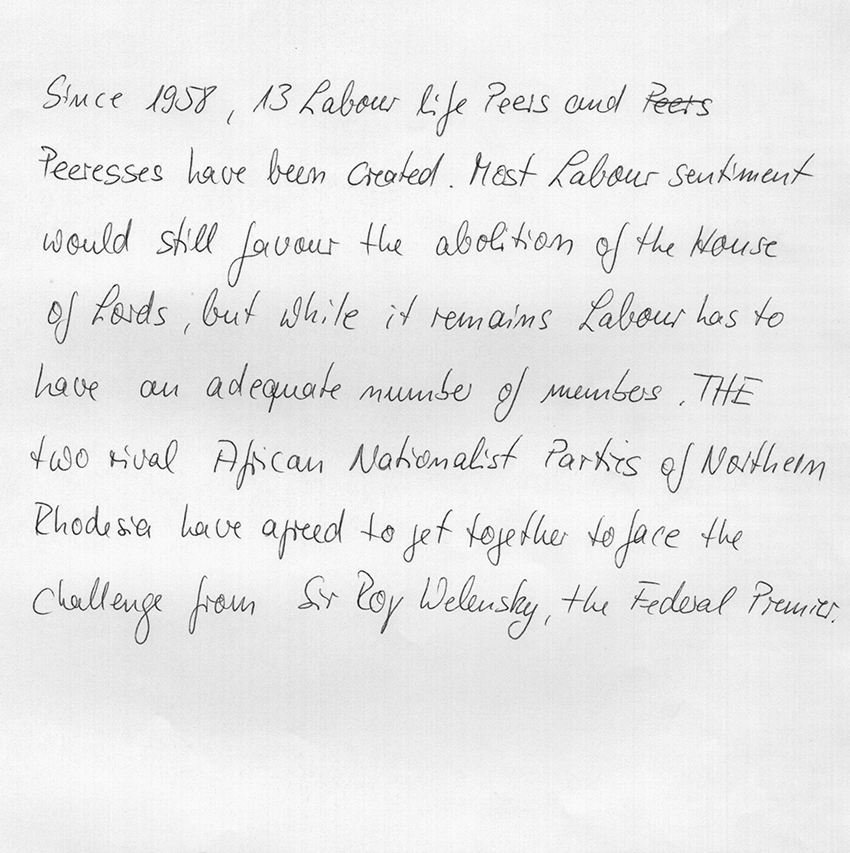 Since 1958, 13 Labour life Peers and Peers
Peeresses have been created. Most Labour sentiment
would still favour the abolition of the House
of Lords, but while it remains Labour has to
have an adequate number of members. THE
two rival African Nationalist Parties of Northern
Rhodesia have agreed to get together to face the
challenge from Sir Roy Welensky, the Federal Premier.